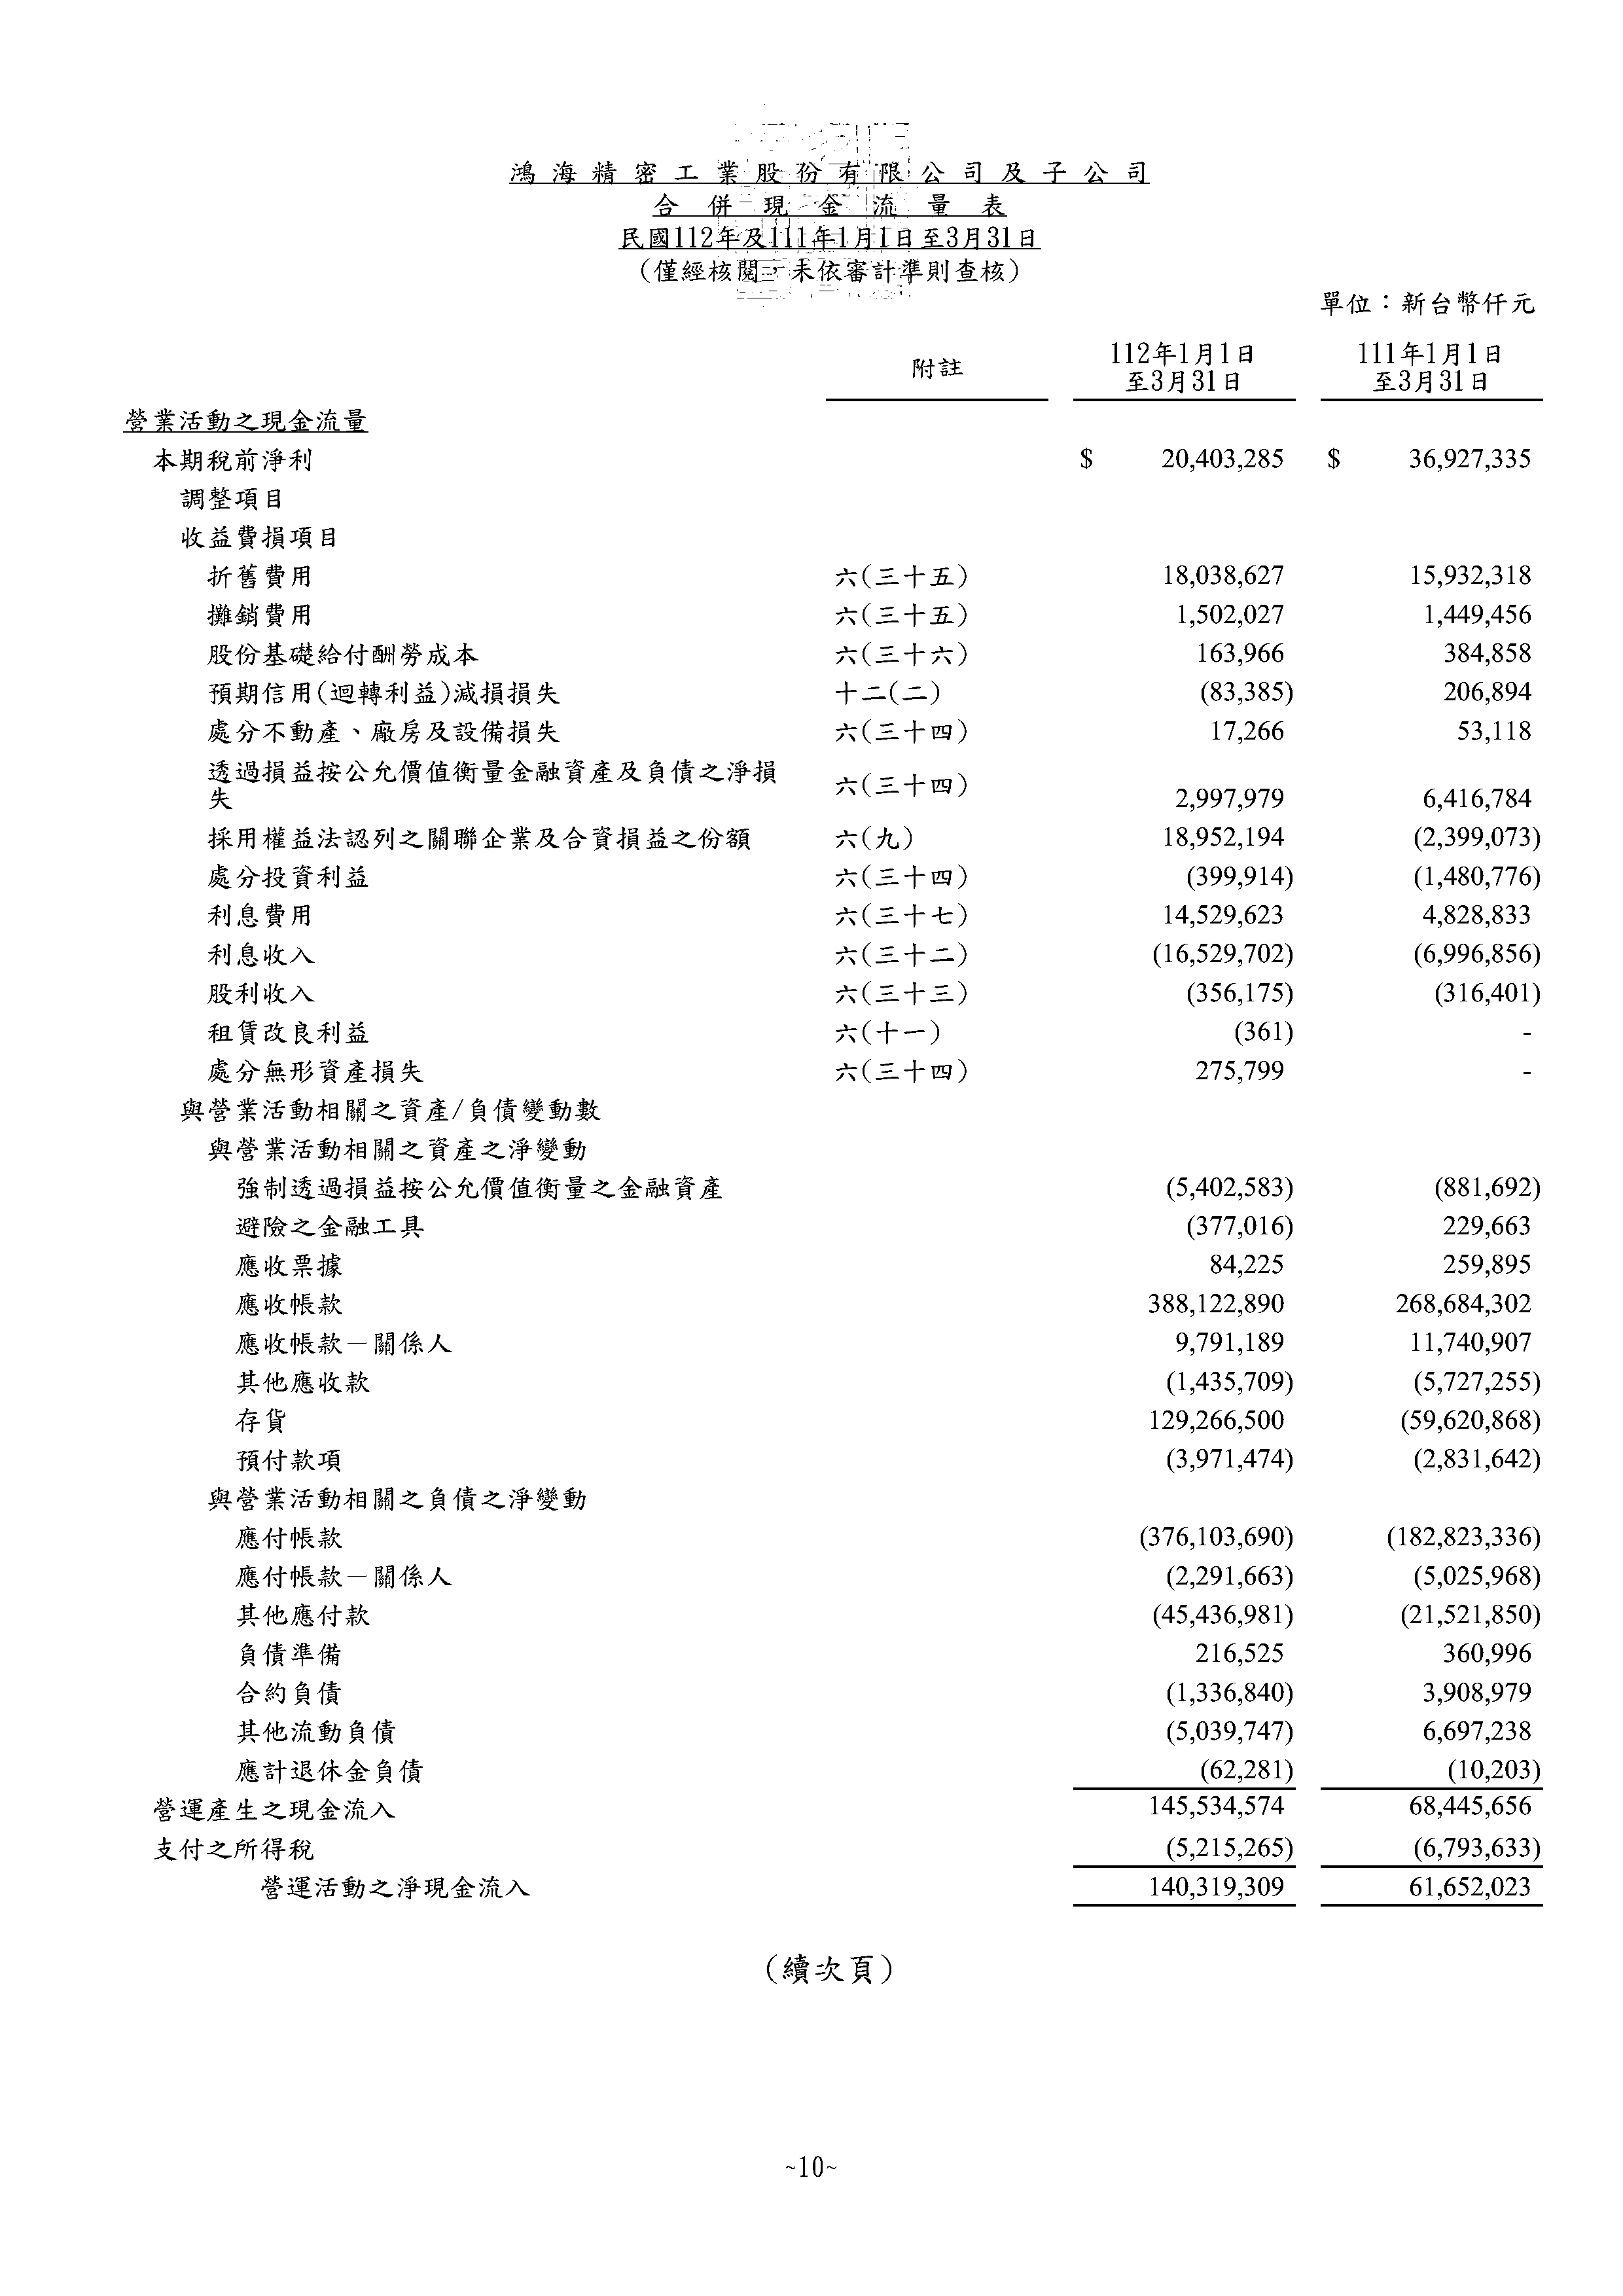 鴻海精密工業股份有限公司及子公司
合併現金流量表
民國112年及111年1月1日至3月31日
(僅經核閱，未依審計準則查核)
單位：新台幣仟元
附註 112年1月1日至3月31日 111年1月1日至3月31日
營業活動之現金流量
本期稅前淨利 $ 20,403,285 $ 36,927,335
調整項目
收益費損項目
折舊費用 六(三十五) 18,038,627 15,932,318
攤銷費用 六(三十五) 1,502,027 1,449,456
股份基礎給付酬勞成本 六(三十六) 163,966 384,858
預期信用(迴轉利益)減損損失 十二(二) (83,385) 206,894
處分不動產、廠房及設備損失 六(三十四) 17,266 53,118
透過損益按公允價值衡量金融資產及負債之淨損
失 六(三十四) 2,997,979 6,416,784
採用權益法認列之關聯企業及合資損益之份額 六(九) 18,952,194 (2,399,073)
處分投資利益 六(三十四) (399,914) (1,480,776)
利息費用 六(三十七) 14,529,623 4,828,833
利息收入 六(三十二) (16,529,702) (6,996,856)
股利收入 六(三十三) (356,175) (316,401)
租賃改良利益 六(十一) (361) -
處分無形資產損失 六(三十四) 275,799 -
與營業活動相關之資產/負債變動數
與營業活動相關之資產之淨變動
強制透過損益按公允價值衡量之金融資產 (5,402,583) (881,692)
避險之金融工具 (377,016) 229,663
應收票據 84,225 259,895
應收帳款 388,122,890 268,684,302
應收帳款－關係人 9,791,189 11,740,907
其他應收款 (1,435,709) (5,727,255)
存貨 129,266,500 (59,620,868)
預付款項 (3,971,474) (2,831,642)
與營業活動相關之負債之淨變動
應付帳款 (376,103,690) (182,823,336)
應付帳款－關係人 (2,291,663) (5,025,968)
其他應付款 (45,436,981) (21,521,850)
負債準備 216,525 360,996
合約負債 (1,336,840) 3,908,979
其他流動負債 (5,039,747) 6,697,238
應計退休金負債 (62,281) (10,203)
營運產生之現金流入 145,534,574 68,445,656
支付之所得稅 (5,215,265) (6,793,633)
營運活動之淨現金流入 140,319,309 61,652,023
(續次頁)
~10~